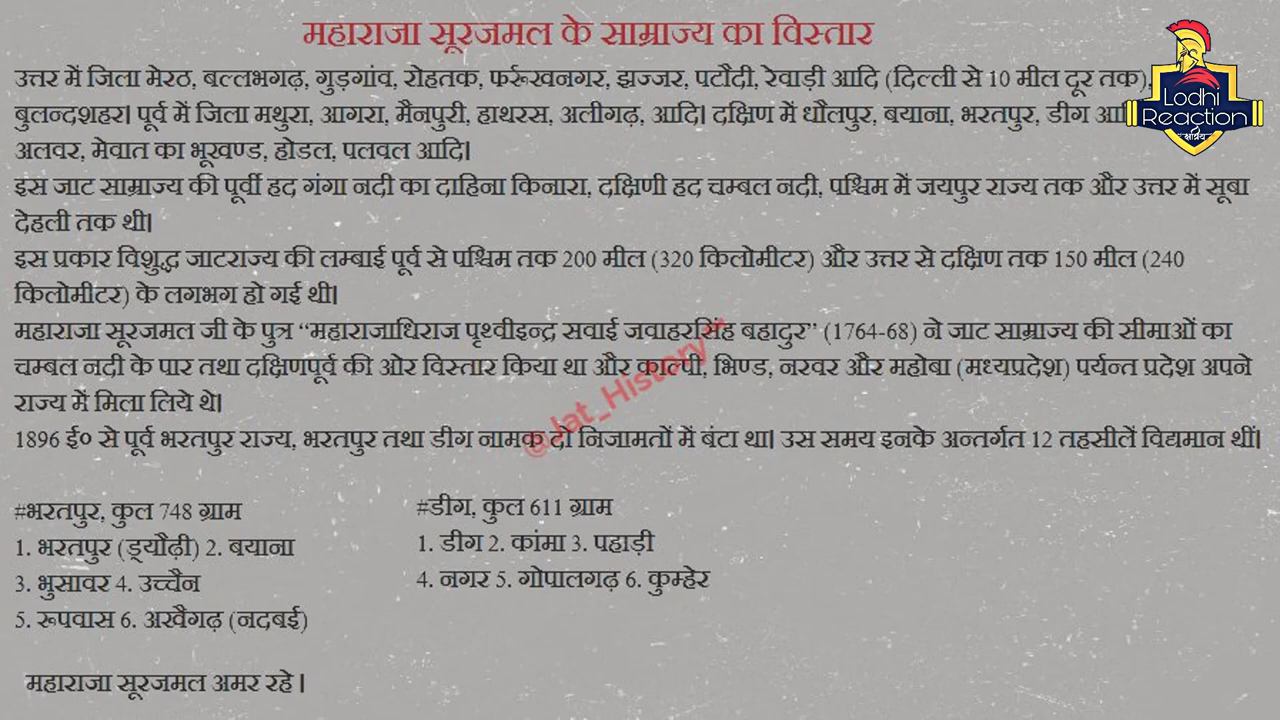 महाराजा सूरजमल के साम्राज्य का विस्तार
उत्तर में जिला मेरठ, बल्लभगढ़, गुड़गांव, रोहतक, फर्रूखनगर, झज्जर, पटौदी, रेवाड़ी आदि (दिल्ली से 10 मील दूर तक),
बुलन्दशहर। पूर्व में जिला मथुरा, आगरा, मैनपुरी, हाथरस, अलीगढ़, आदि। दक्षिण में धौलपुर, बयाना, भरतपुर, डीग
अलवर, मेवात का भूखण्ड, होडल, पलवल आदि।
इस जाट साम्राज्य की पूर्वी हद गंगा नदी का दाहिना किनारा, दक्षिणी हद चम्बल नदी, पश्चिम में जयपुर राज्य तक और उत्तर में सूबा
देहली तक थी।
इस प्रकार विशुद्ध जाटराज्य की लम्बाई पूर्व से पश्चिम तक 200 मील (320 किलोमीटर) और उत्तर से दक्षिण तक 150 मील (240
किलोमीटर) के लगभग हो गई थी।
महाराजा सूरजमल जी के पुत्र “महाराजाधिराज पृथ्वीइन्द्र सवाई जवाहरसिंह बहादुर” (1764-68) ने जाट साम्राज्य की सीमाओं का
चम्बल नदी के पार तथा दक्षिणपूर्व की ओर विस्तार किया था और काल्पी, भिण्ड, नरवर और महोबा (मध्यप्रदेश) पर्यन्त प्रदेश अपने
राज्य में मिला लिये थे।
1896 ई० से पूर्व भरतपुर राज्य, भरतपुर तथा डीग नामक दो निजामतों में बंटा था। उस समय इनके अन्तर्गत 12 तहसीलें विद्यमान थीं।
#भरतपुर, कुल 748 ग्राम
1. भरतपुर (ड्यौढ़ी) 2. बयाना
3. भुसावर 4. उच्चैन
5. रूपवास 6. अखैगढ़ (नदबई)
#डीग, कुल 611 ग्राम
1. डीग 2. कांमा 3. पहाड़ी
4. नगर 5. गोपालगढ़ 6. कुम्हेर
महाराजा सूरजमल अमर रहे।
@Jat_History
Lodhi
Reaction
क्षत्रिय